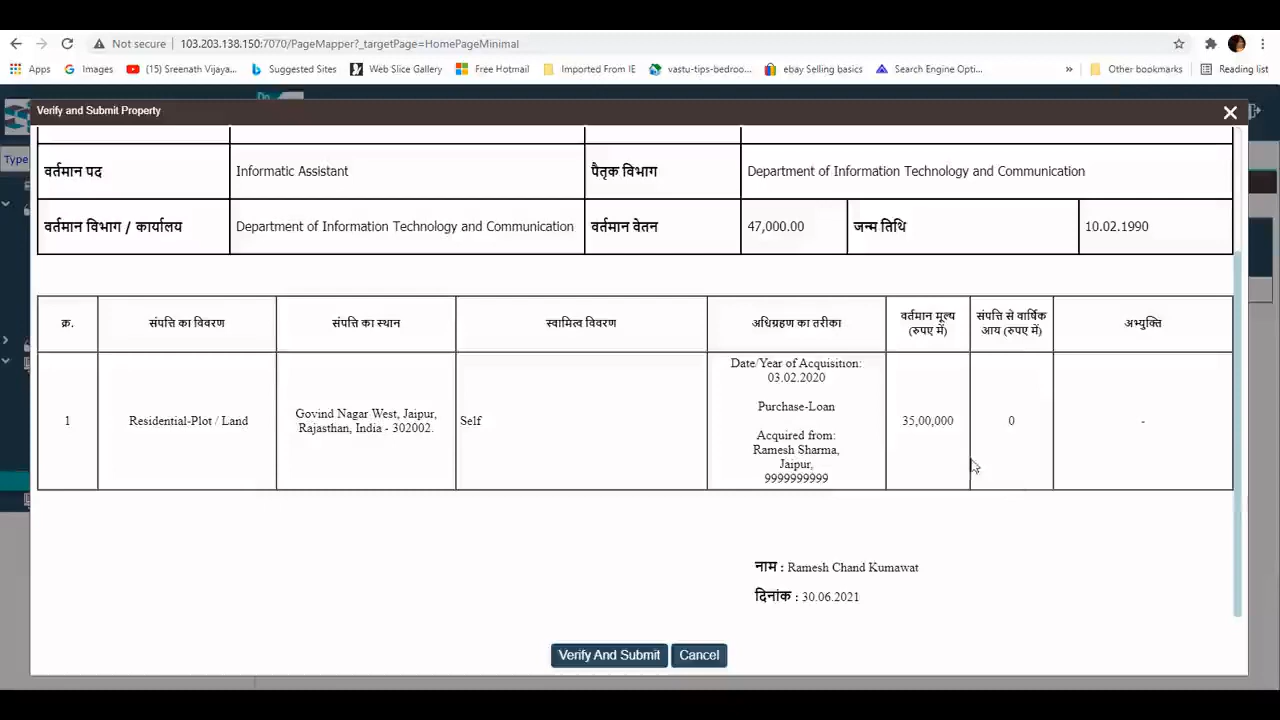 Not secure | 103.203.138.150:7070/PageMapper?_targetPage=HomePageMinimal
Apps Images (15) Sreenath Vijaya... Suggested Sites Web Slice Gallery Free Hotmail Imported From IE vastu-tips-bedroo... ebay Selling basics Search Engine Opti... » Other bookmarks Reading list
Verify and Submit Property
Type
वर्तमान पद Informatic Assistant पैतृक विभाग Department of Information Technology and Communication
वर्तमान विभाग / कार्यालय Department of Information Technology and Communication वर्तमान वेतन 47,000.00 जन्म तिथि 10.02.1990
क्र. संपत्ति का विवरण संपत्ति का स्थान स्वामित्व विवरण अधिग्रहण का तरीका वर्तमान मूल्य (रुपए में) संपत्ति से वार्षिक आय (रुपए में) अभ्युक्ति
Date/Year of Acquisition:
03.02.2020
Purchase-Loan
1 Residential-Plot / Land Govind Nagar West, Jaipur, Self 35,00,000 0 -
Rajasthan, India - 302002.
Acquired from:
Ramesh Sharma,
Jaipur,
9999999999
नाम : Ramesh Chand Kumawat
दिनांक : 30.06.2021
Verify And Submit Cancel